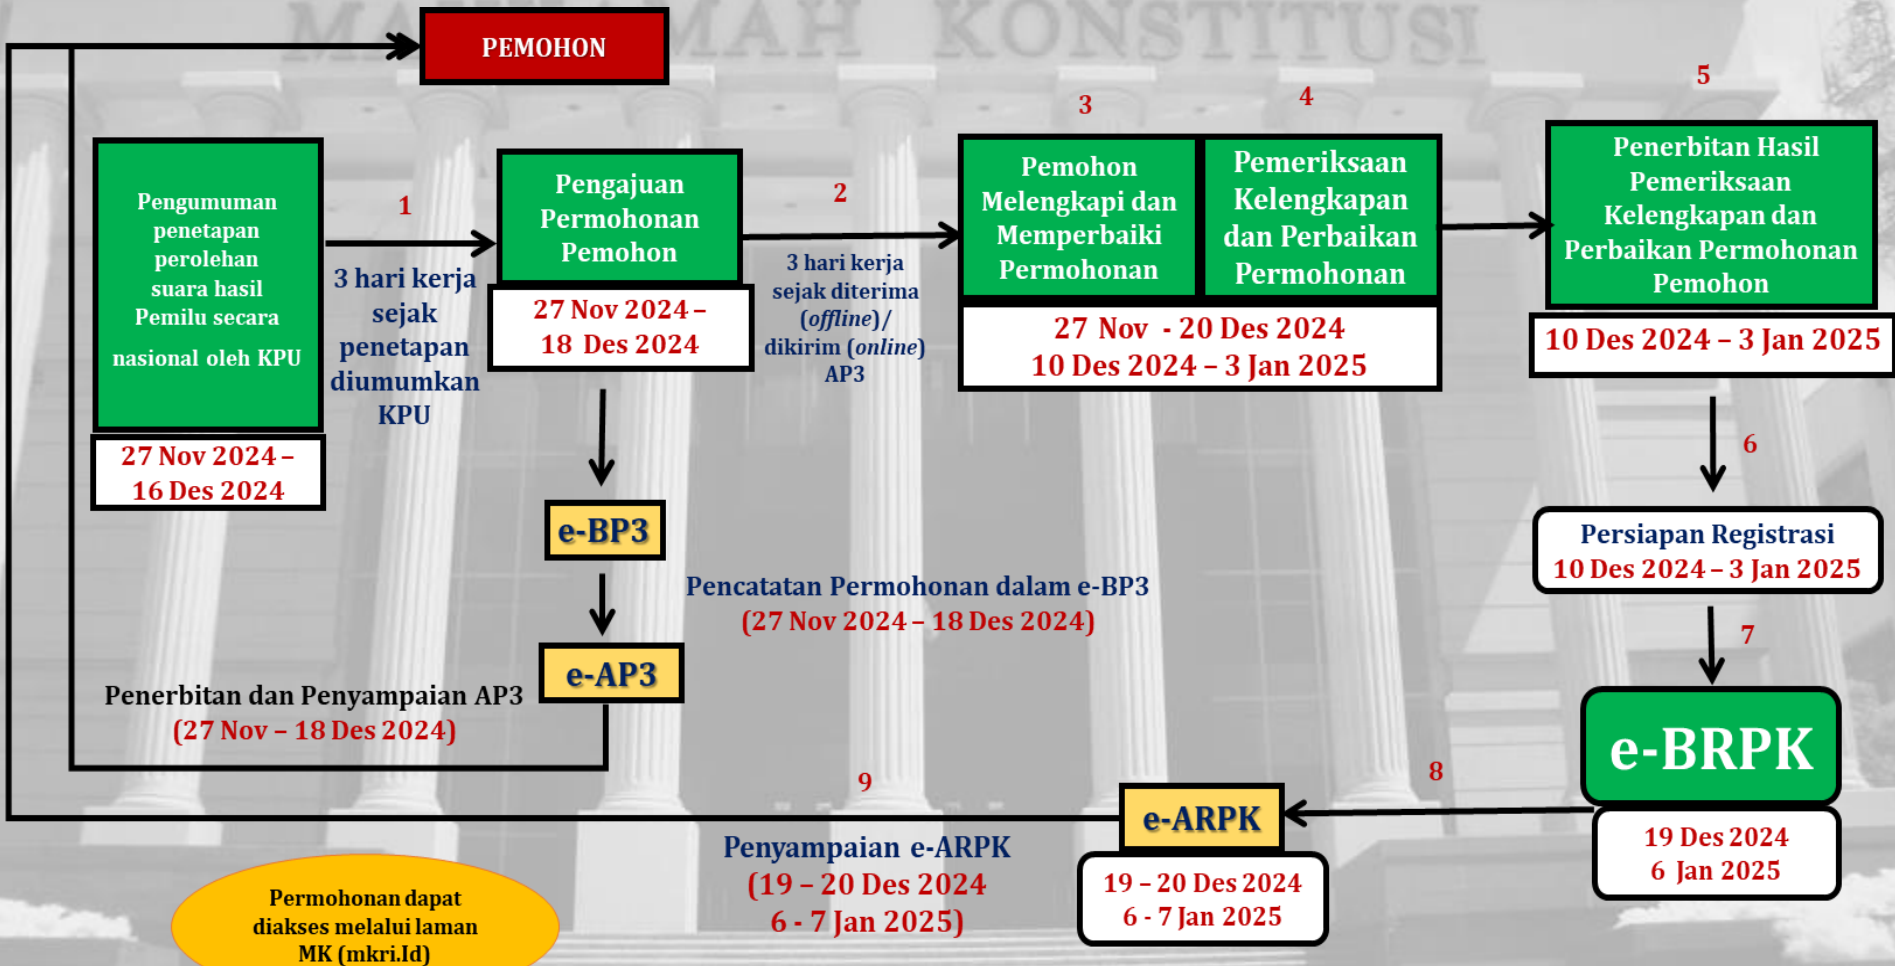 MAHKAMAH KONSTITUSI
PEMOHON
Pengumuman
penetapan
perolehan
suara hasil
Pemilu secara
nasional oleh KPU
27 Nov 2024 –
16 Des 2024
1
3 hari kerja
sejak
penetapan
diumumkan
KPU
Pengajuan
Permohonan
Pemohon
27 Nov 2024 –
18 Des 2024
2
3 hari kerja
sejak diterima
(offline)/
dikirim (online)
AP3
3
Pemohon
Melengkapi dan
Memperbaiki
Permohonan
4
Pemeriksaan
Kelengkapan
dan Perbaikan
Permohonan
27 Nov - 20 Des 2024
10 Des 2024 – 3 Jan 2025
5
Penerbitan Hasil
Pemeriksaan
Kelengkapan dan
Perbaikan Permohonan
Pemohon
10 Des 2024 – 3 Jan 2025
6
Persiapan Registrasi
10 Des 2024 – 3 Jan 2025
7
e-BRPK
19 Des 2024
6 Jan 2025
8
e-ARPK
19 – 20 Des 2024
6 - 7 Jan 2025
9
Penyampaian e-ARPK
(19 – 20 Des 2024
6 - 7 Jan 2025)
e-BP3
Pencatatan Permohonan dalam e-BP3
(27 Nov 2024 – 18 Des 2024)
e-AP3
Penerbitan dan Penyampaian AP3
(27 Nov – 18 Des 2024)
Permohonan dapat
diakses melalui laman
MK (mkri.Id)